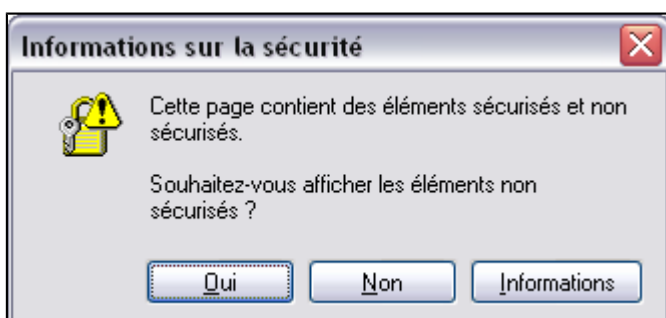 Informations sur la sécurité
Cette page contient des éléments sécurisés et non
sécurisés.
Souhaitez-vous afficher les éléments non
sécurisés ?
Oui
Non
Informations